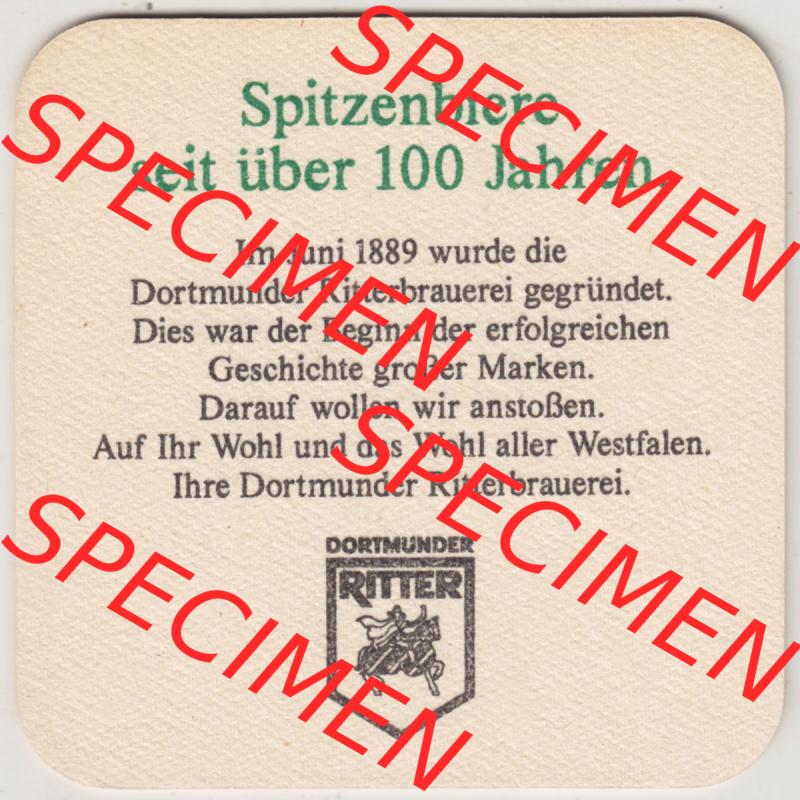 Spitzenbiere
seit über 100 Jahren.
Im Juni 1889 wurde die
Dortmunder Ritterbrauerei gegründet.
Dies war der Beginn der erfolgreichen
Geschichte großer Marken.
Darauf wollen wir anstoßen.
Auf Ihr Wohl und das Wohl aller Westfalen.
Ihre Dortmunder Ritterbrauerei.
DORTMUNDER
RITTER
SPECIMEN
SPECIMEN
SPECIMEN
SPECIMEN